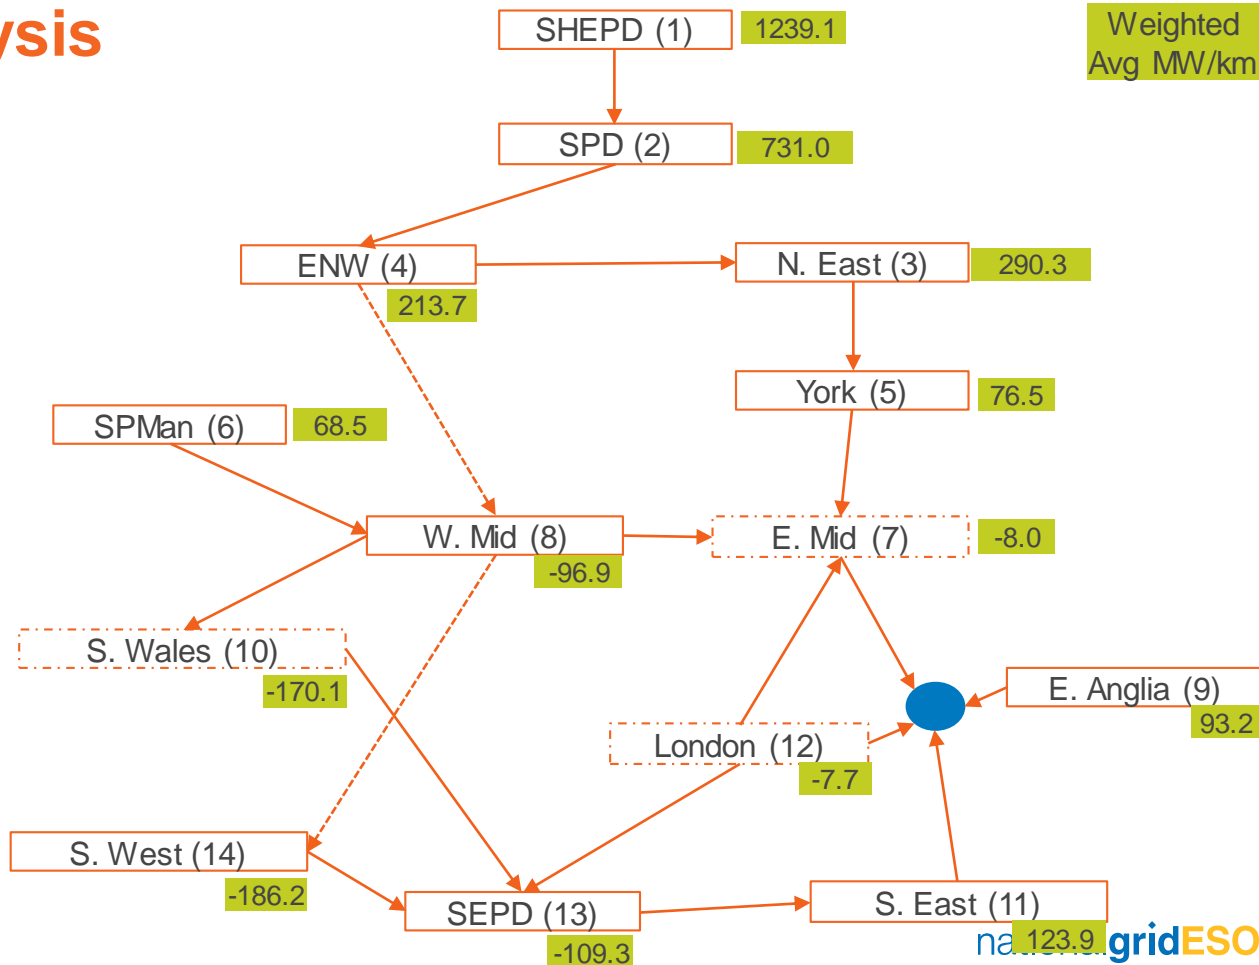 ysis
SHEPD (1)
1239.1
Weighted
Avg MW/km
SPD (2)
731.0
ENW (4)
213.7
N. East (3)
290.3
York (5)
76.5
SPMan (6)
68.5
W. Mid (8)
-96.9
E. Mid (7)
-8.0
S. Wales (10)
-170.1
E. Anglia (9)
93.2
London (12)
-7.7
S. West (14)
-186.2
SEPD (13)
-109.3
S. East (11)
123.9
gridESO